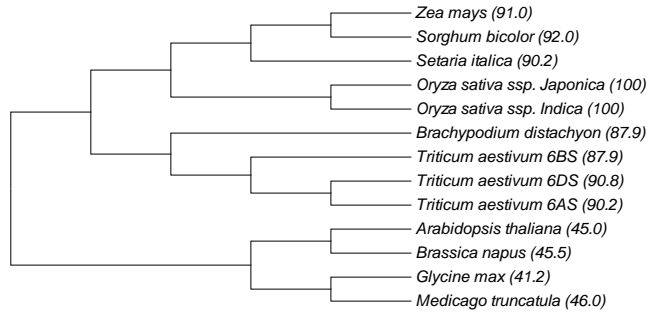 Zea mays (91.0)
Sorghum bicolor (92.0)
Setaria italica (90.2)
Oryza sativa ssp. Japonica (100)
Oryza sativa ssp. Indica (100)
Brachypodium distachyon (87.9)
Triticum aestivum 6BS (87.9)
Triticum aestivum 6DS (90.8)
Triticum aestivum 6AS (90.2)
Arabidopsis thaliana (45.0)
Brassica napus (45.5)
Glycine max (41.2)
Medicago truncatula (46.0)